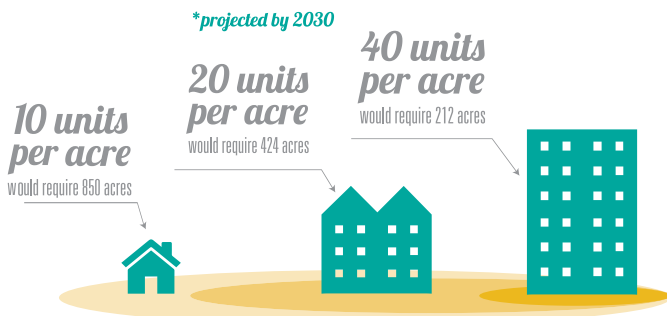 *projected by 2030
10 units
per acre
would require 850 acres
20 units
per acre
would require 424 acres
40 units
per acre
would require 212 acres